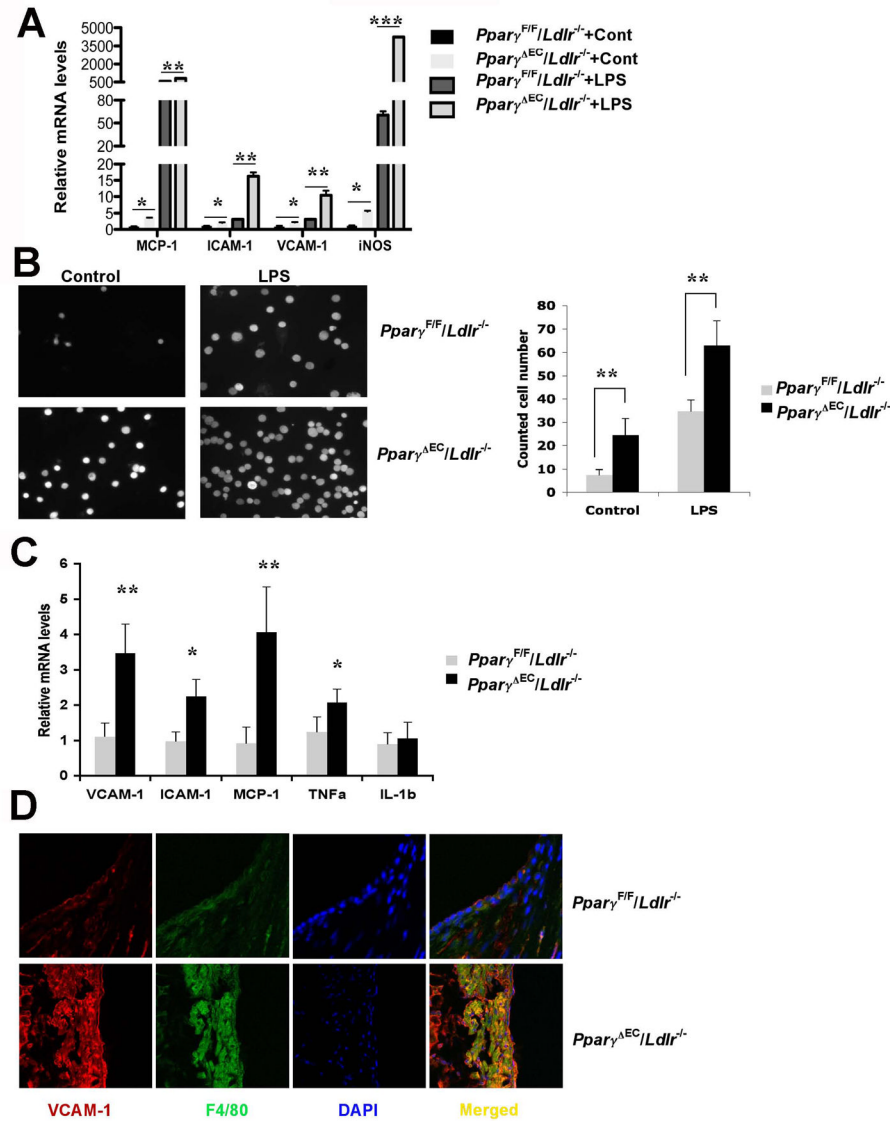 A
Relative mRNA levels
5000
4000
3000
2500
1500
500
80
50
20
20
15
10
5
0
*
**
*
**
*
**
*
***
MCP-1 ICAM-1 VCAM-1 iNOS
Pparγ^F/F/Ldlr^-/-+Cont
Pparγ^ΔEC/Ldlr^-/-+Cont
Pparγ^F/F/Ldlr^-/-+LPS
Pparγ^ΔEC/Ldlr^-/-+LPS
B
Control LPS
Pparγ^F/F/Ldlr^-/-
Pparγ^ΔEC/Ldlr^-/-
Counted cell number
80
70
60
50
40
30
20
10
0
**
**
Control LPS
Pparγ^F/F/Ldlr^-/-
Pparγ^ΔEC/Ldlr^-/-
C
Relative mRNA levels
6
5
4
3
2
1
0
** * ** *
VCAM-1 ICAM-1 MCP-1 TNFa IL-1b
Pparγ^F/F/Ldlr^-/-
Pparγ^ΔEC/Ldlr^-/-
D
Pparγ^F/F/Ldlr^-/-
Pparγ^ΔEC/Ldlr^-/-
VCAM-1 F4/80 DAPI Merged